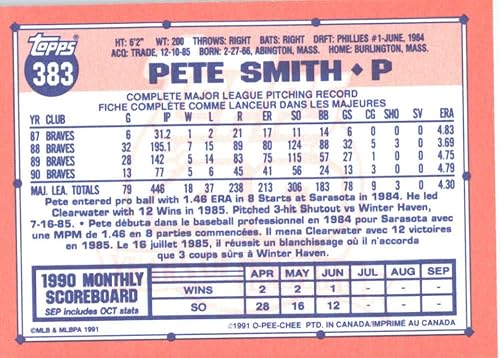 Topps
383
HT: 6'2" WT: 200 THROWS: RIGHT BATS: RIGHT DRFT: PHILLIES #1-JUNE, 1984
ACQ: TRADE, 12-10-85 BORN: 2-27-66, ABINGTON, MASS. HOME: BURLINGTON, MASS.
PETE SMITH ◆ P
COMPLETE MAJOR LEAGUE PITCHING RECORD
FICHE COMPLÈTE COMME LANCEUR DANS LES MAJEURES
YR CLUB G IP W L R ER SO BB GS CG SHO SV ERA
87 BRAVES 6 31.2 1 2 21 17 11 14 6 0 0 0 4.83
88 BRAVES 32 195.1 7 15 89 80 124 88 32 5 3 0
89 BRAVES 28 142 5 14 83 75 115 57 27 1 0 0 4.75
90 BRAVES 13 77 5 6 45 41 56 24 13 3 0 0 4.79
MAJ. LEA. TOTALS 79 446 18 37 238 213 306 183 78 9 3 0 4.30
Pete entered pro ball with 1.46 ERA in 8 Starts at Sarasota in 1984. He led
Clearwater with 12 Wins in 1985. Pitched 3-hit Shutout vs Winter Haven,
7-16-85. • Pete débuta dans le baseball professionnel en 1984 pour Sarasota avec
une MPM de 1.46 en 8 parties commencées. Il mena Clearwater avec 12 victoires
en 1985. Le 16 juillet 1985, il réussit un blanchissage où il n'accorda
que 3 coups sûrs à Winter Haven.
1990 MONTHLY
SCOREBOARD
SEP includes OCT stats
APR MAY JUN JUL AUG SEP
WINS 2 2 1 - - -
SO 28 16 12 - - -
©MLB & MLBPA 1991
©1991 O-PEE-CHEE PTD. IN CANADA/IMPRIMÉ AU CANADA